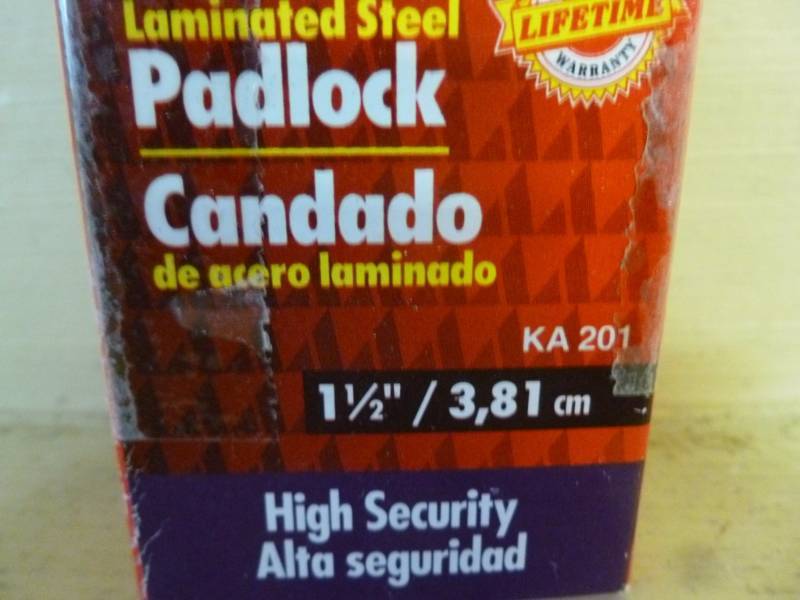 Laminated Steel
LIFETIME
WARRANTY
Padlock
Candado
de acero laminado
KA 201
1½" / 3,81 cm
High Security
Alta seguridad